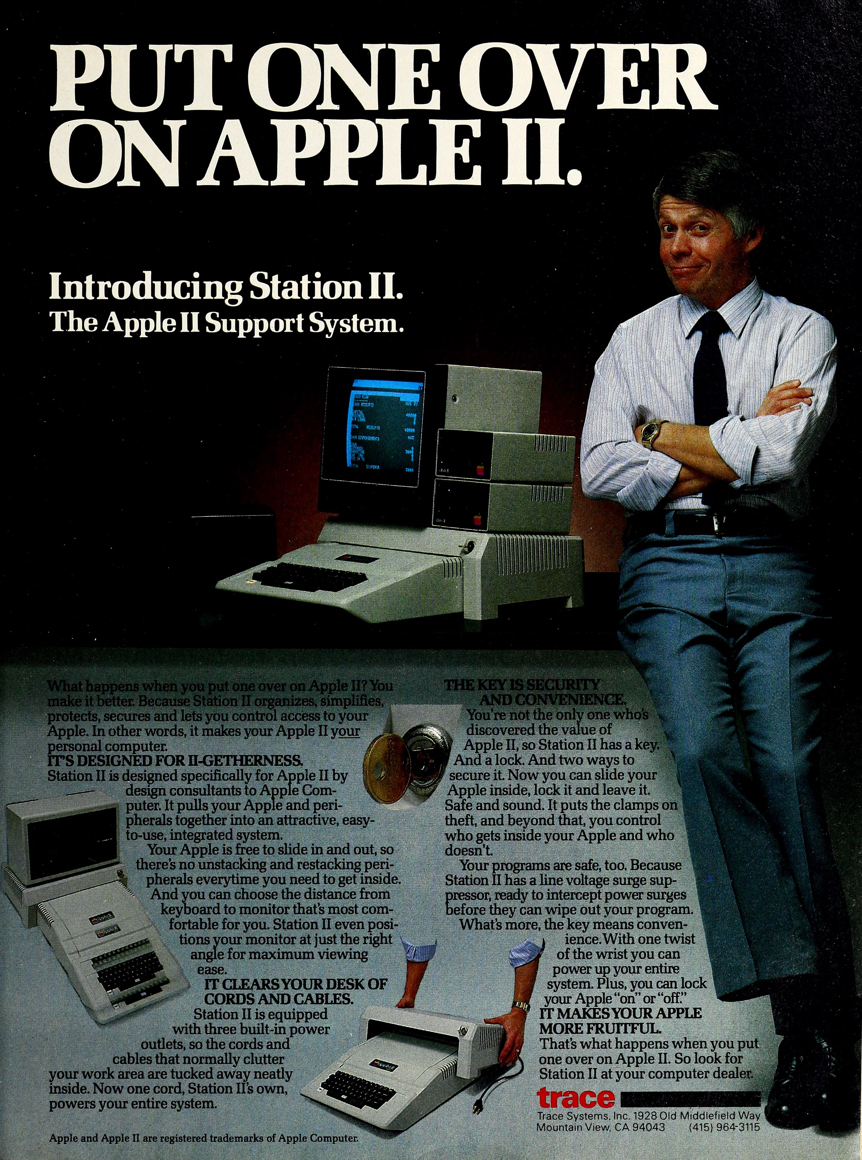 PUT ONE OVER
ON APPLE II.
Introducing Station II.
The Apple II Support System.
What happens when you put one over on Apple II? You
make it better. Because Station II organizes, simplifies,
protects, secures and lets you control access to your
Apple. In other words, it makes your Apple II your
personal computer.
IT'S DESIGNED FOR II-GETHERNESS.
Station II is designed specifically for Apple II by
design consultants to Apple Com-
puter. It pulls your Apple and peri-
pherals together into an attractive, easy-
to-use, integrated system.
Your Apple is free to slide in and out, so
there's no unstacking and restacking peri-
pherals everytime you need to get inside.
And you can choose the distance from
keyboard to monitor that's most com-
fortable for you. Station II even posi-
tions your monitor at just the right
angle for maximum viewing
ease.
IT CLEARS YOUR DESK OF
CORDS AND CABLES.
Station II is equipped
with three built-in power
outlets, so the cords and
cables that normally clutter
your work area are tucked away neatly
inside. Now one cord, Station II's own,
powers your entire system.
THE KEY IS SECURITY
AND CONVENIENCE.
You're not the only one who's
discovered the value of
Apple II, so Station II has a key.
And a lock. And two ways to
secure it. Now you can slide your
Apple inside, lock it and leave it.
Safe and sound. It puts the clamps on
theft, and beyond that, you control
who gets inside your Apple and who
doesn't.
Your programs are safe, too. Because
Station II has a line voltage surge sup-
pressor, ready to intercept power surges
before they can wipe out your program.
What's more, the key means conven-
ience. With one twist
of the wrist you can
power up your entire
system. Plus, you can lock
your Apple "on" or "off."
IT MAKES YOUR APPLE
MORE FRUITFUL.
That's what happens when you put
one over on Apple II. So look for
Station II at your computer dealer.
trace
Trace Systems, Inc. 1928 Old Middlefield Way
Mountain View, CA 94043 (415) 964-3115
Apple and Apple II are registered trademarks of Apple Computer.